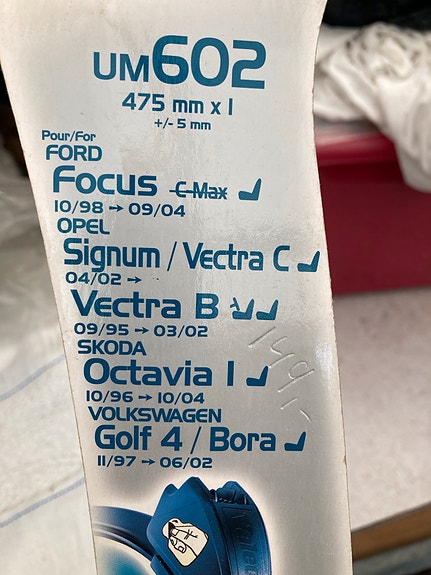 UM602
475 mm x 1
+/- 5 mm
Pour/For
FORD
Focus C-Max
10/98 → 09/04
OPEL
Signum / Vectra C
04/02 →
Vectra B
09/95 → 03/02
SKODA
Octavia I
10/96 → 10/04
VOLKSWAGEN
Golf 4 / Bora
11/97 → 06/02
149,-